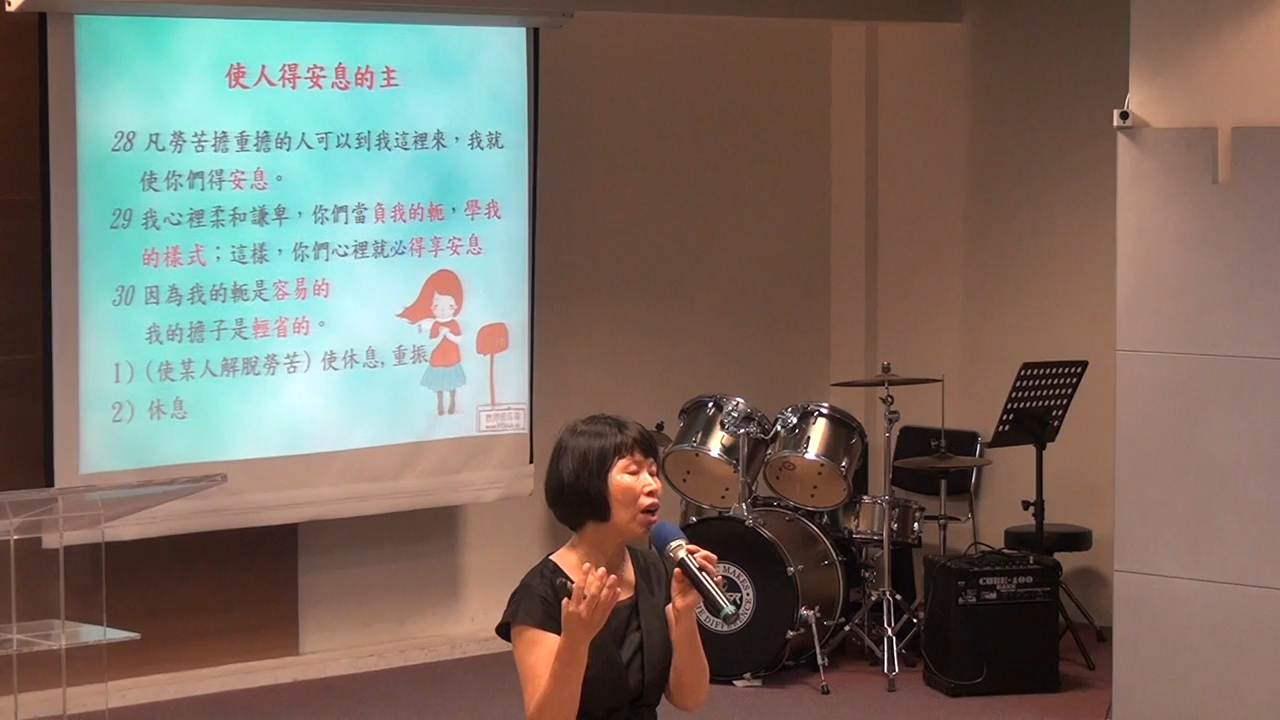 使人得安息的主
28 凡勞苦擔重擔的人可以到我這裡來，我就
使你們得安息。
29 我心裡柔和謙卑，你們當負我的軛，學我
的樣式；這樣，你們心裡就必得享安息
30 因為我的軛是容易的
我的擔子是輕省的。
1) (使某人解脫勞苦) 使休息, 重振
2) 休息
MAKES
DIFFERENCE
CUBE-100
BASS